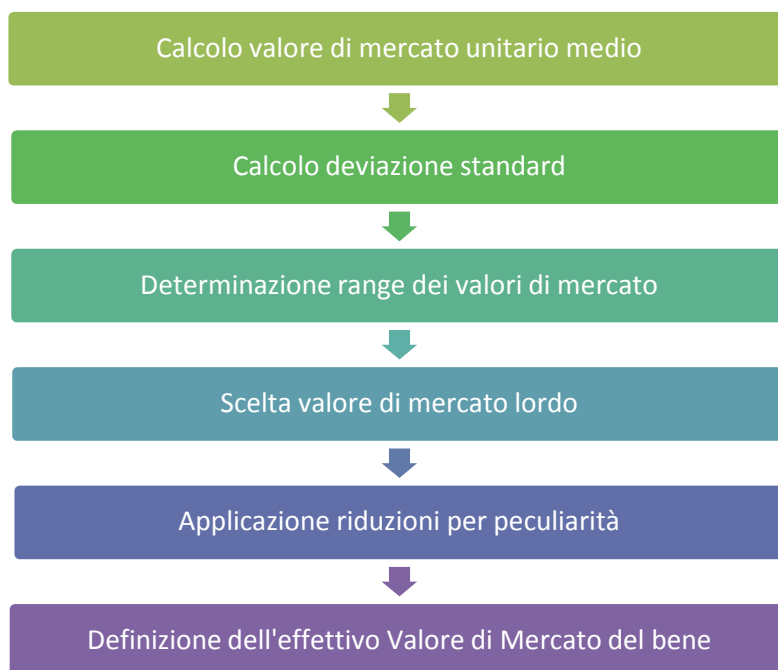 Calcolo valore di mercato unitario medio
Calcolo deviazione standard
Determinazione range dei valori di mercato
Scelta valore di mercato lordo
Applicazione riduzioni per peculiarità
Definizione dell'effettivo Valore di Mercato del bene